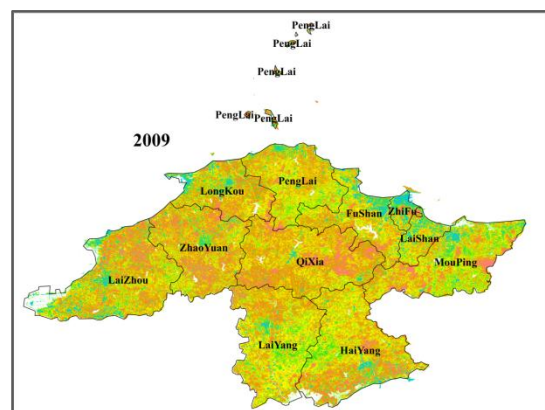 PengLai
PengLai
PengLai
PengLai PengLai
2009
PengLai
LongKou
FuShan ZhiFu
LaiShan
ZhaoYuan
QiXia
MouPing
LaiZhou
LaiYang
HaiYang